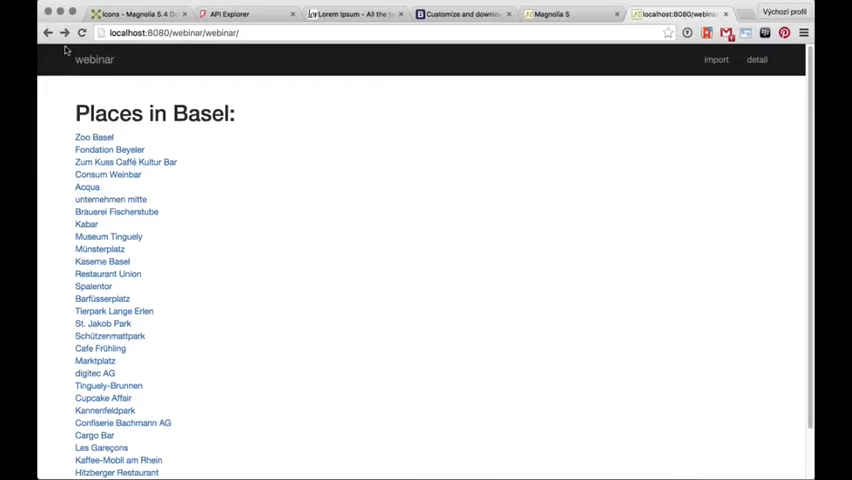 Icons - Magnolia 5.4 Do
API Explorer
Lorem Ipsum - All the fa
Customize and downloa
Magnolia 5
localhost:8080/webinar
Výchozí profil
localhost:8080/webinar/webinar/
webinar
import
detail
Places in Basel:
Zoo Basel
Fondation Beyeler
Zum Kuss Caffé Kultur Bar
Consum Weinbar
Acqua
unternehmen mitte
Brauerei Fischerstube
Kabar
Museum Tinguely
Münsterplatz
Kaserne Basel
Restaurant Union
Spalentor
Barfüsserplatz
Tierpark Lange Erlen
St. Jakob Park
Schützenmattpark
Cafe Frühling
Marktplatz
digitec AG
Tinguely-Brunnen
Cupcake Affair
Kannenfeldpark
Confiserie Bachmann AG
Cargo Bar
Les Gareçons
Kaffee-Mobil am Rhein
Hitzberger Restaurant